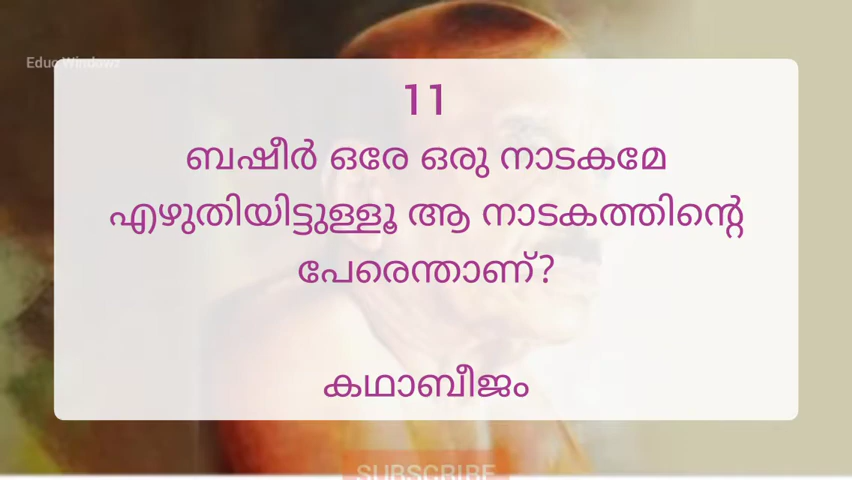 Educ Windows
11
ബഷീർ ഒരേ ഒരു നാടകമേ
എഴുതിയിട്ടുള്ളൂ ആ നാടകത്തിന്റെ
പേരെന്താണ്?
കഥാബീജം
SUBSCRIBE